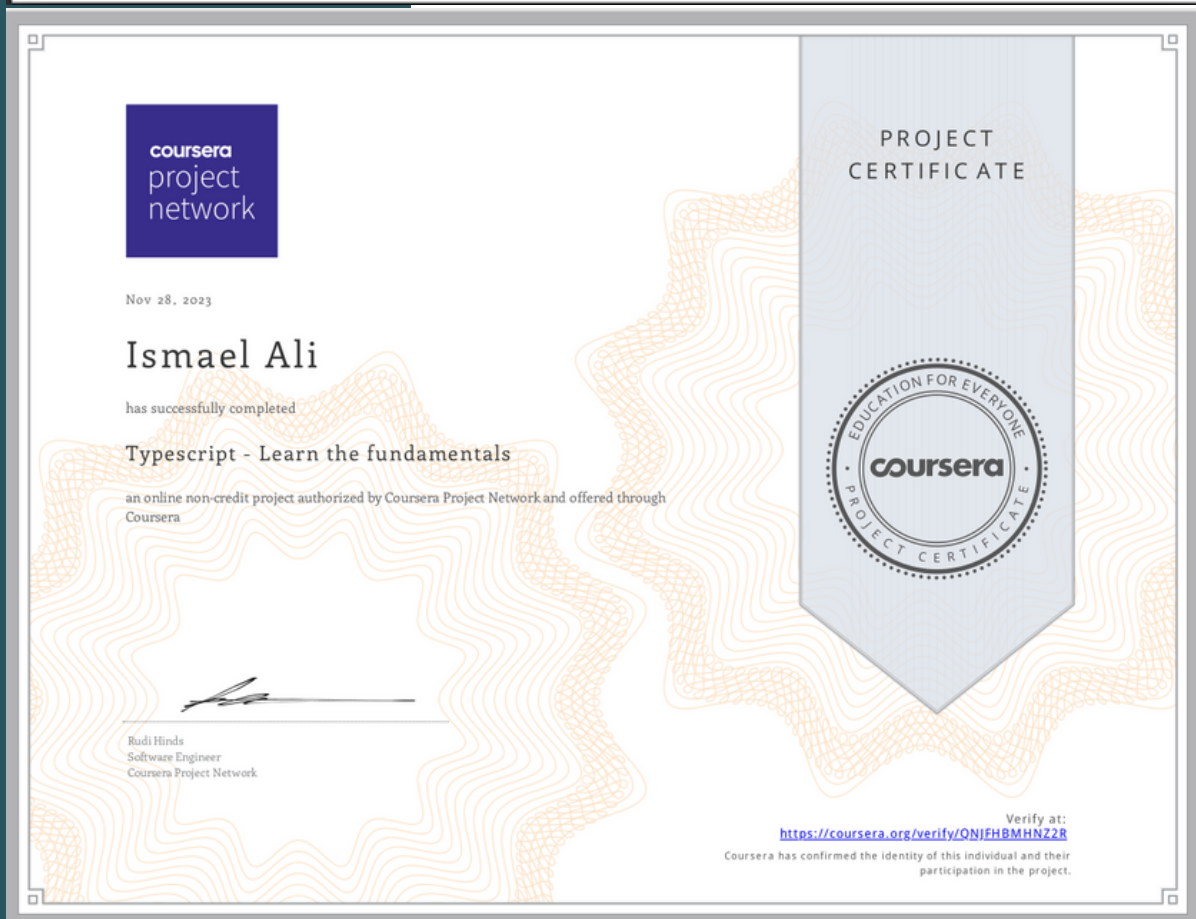 coursera
project
network
PROJECT
CERTIFICATE
Nov 28, 2023
Ismael Ali
has successfully completed
Typescript - Learn the fundamentals
an online non-credit project authorized by Coursera Project Network and offered through
Coursera
EDUCATION FOR EVERYONE
coursera
PROJECT CERTIFICATE
Rudi Hinds
Software Engineer
Coursera Project Network
Verify at:
https://coursera.org/verify/QNJFHBMHNZ2R
Coursera has confirmed the identity of this individual and their
participation in the project.